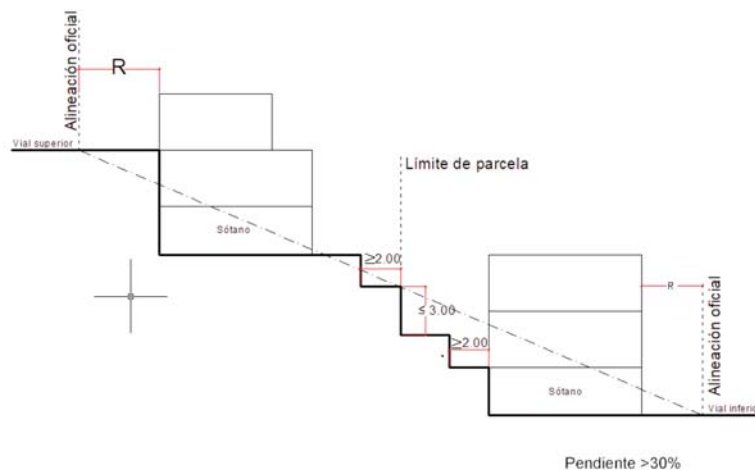 Alineación oficial
R
Vial superior
Límite de parcela
Sótano
≥2.00
≤ 3.00
R
Alineación oficial
≥2.00
Sótano
Vial inferio
Pendiente >30%